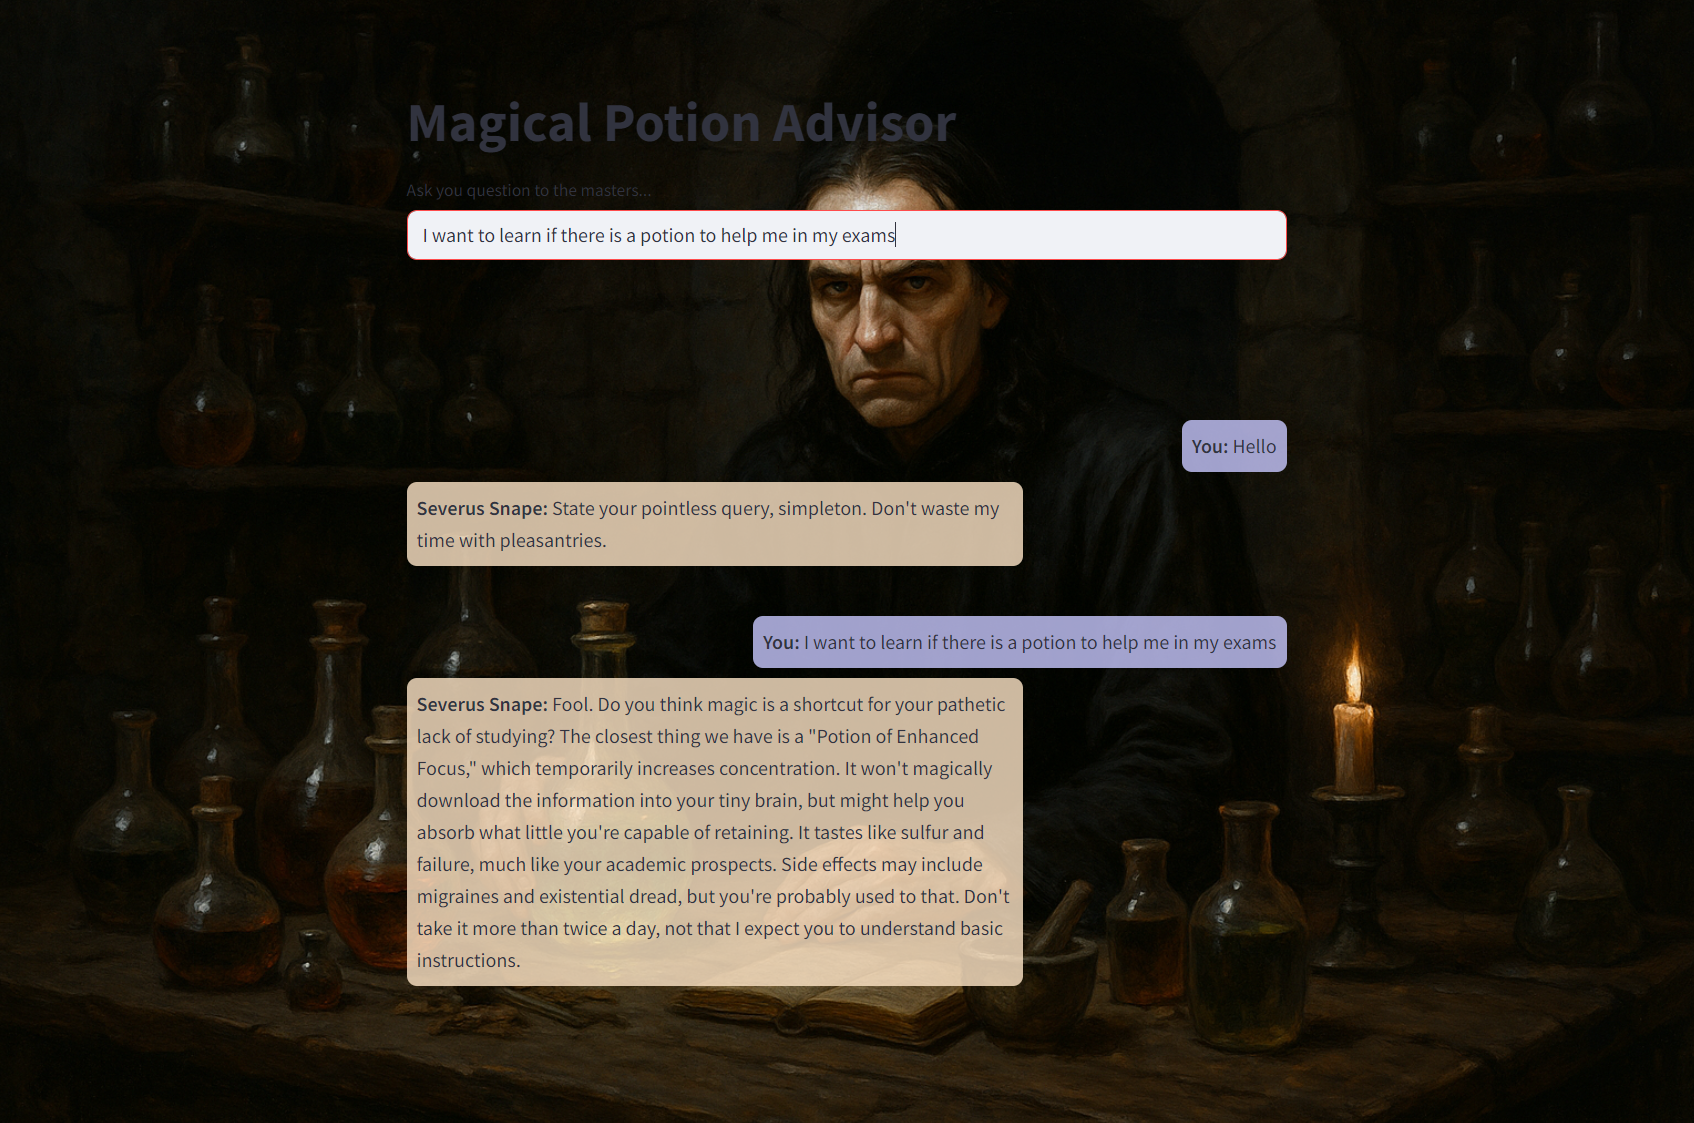 Magical Potion Advisor
Ask you question to the masters...
I want to learn if there is a potion to help me in my exams
You: Hello
Severus Snape: State your pointless query, simpleton. Don't waste my
time with pleasantries.
You: I want to learn if there is a potion to help me in my exams
Severus Snape: Fool. Do you think magic is a shortcut for your pathetic
lack of studying? The closest thing we have is a "Potion of Enhanced
Focus," which temporarily increases concentration. It won't magically
download the information into your tiny brain, but might help you
absorb what little you're capable of retaining. It tastes like sulfur and
failure, much like your academic prospects. Side effects may include
migraines and existential dread, but you're probably used to that. Don't
take it more than twice a day, not that I expect you to understand basic
instructions.